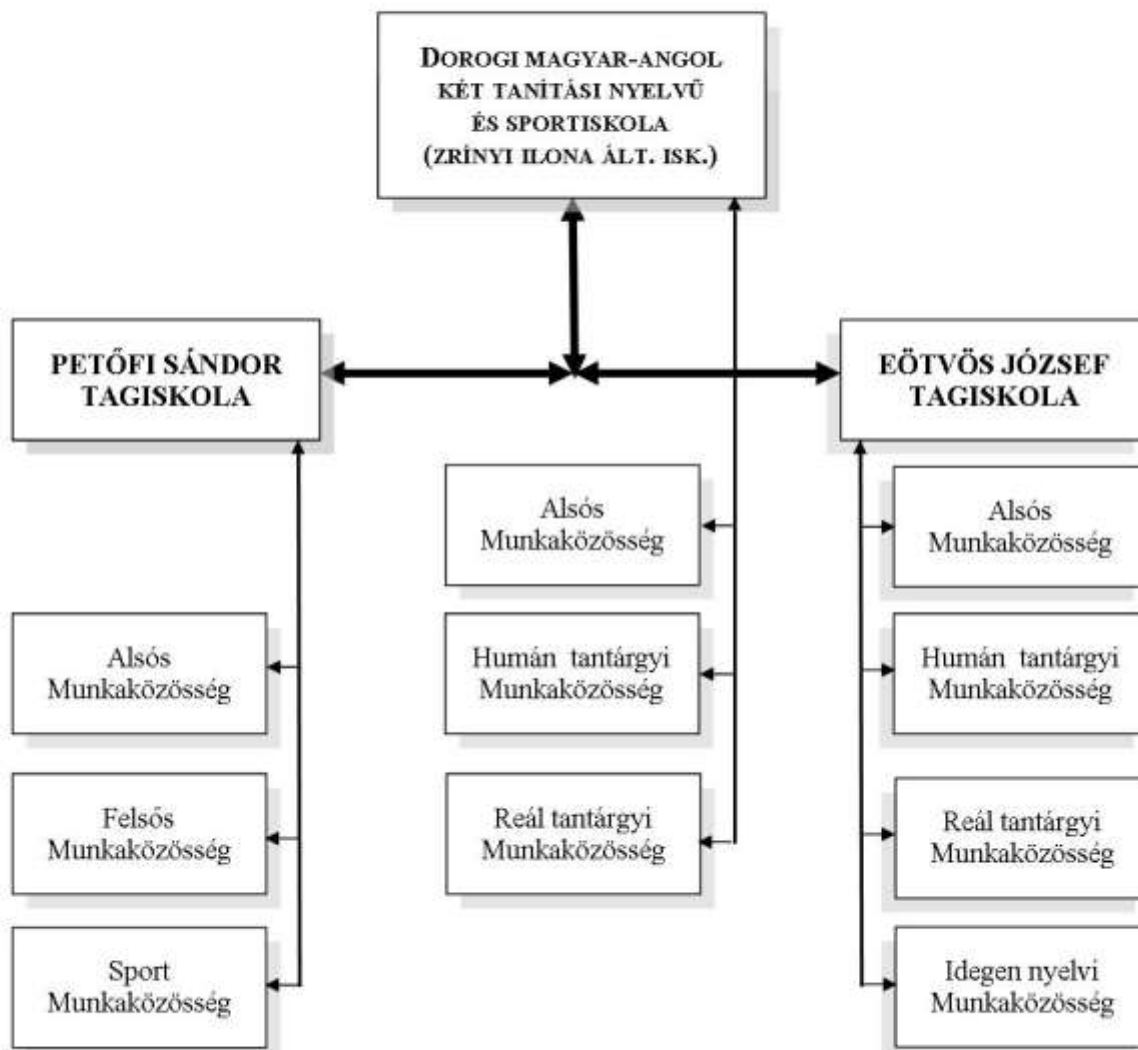 DOROGI MAGYAR-ANGOL
KÉT TANÍTÁSI NYELVŰ
ÉS SPORTISKOLA
(ZRÍNYI ILONA ÁLT. ISK.)
PETŐFI SÁNDOR
TAGISKOLA
EÖTVÖS JÓZSEF
TAGISKOLA
Alsós
Munkaközösség
Felsős
Munkaközösség
Sport
Munkaközösség
Alsós
Munkaközösség
Humán tantárgyi
Munkaközösség
Reál tantárgyi
Munkaközösség
Alsós
Munkaközösség
Humán tantárgyi
Munkaközösség
Reál tantárgyi
Munkaközösség
Idegen nyelvi
Munkaközösség